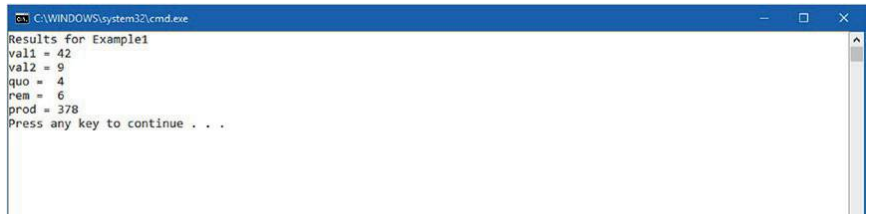 C:\WINDOWS\system32\cmd.exe
Results for Example1
val1 = 42
val2 = 9
quo =  4
rem =  6
prod = 378
Press any key to continue . . .